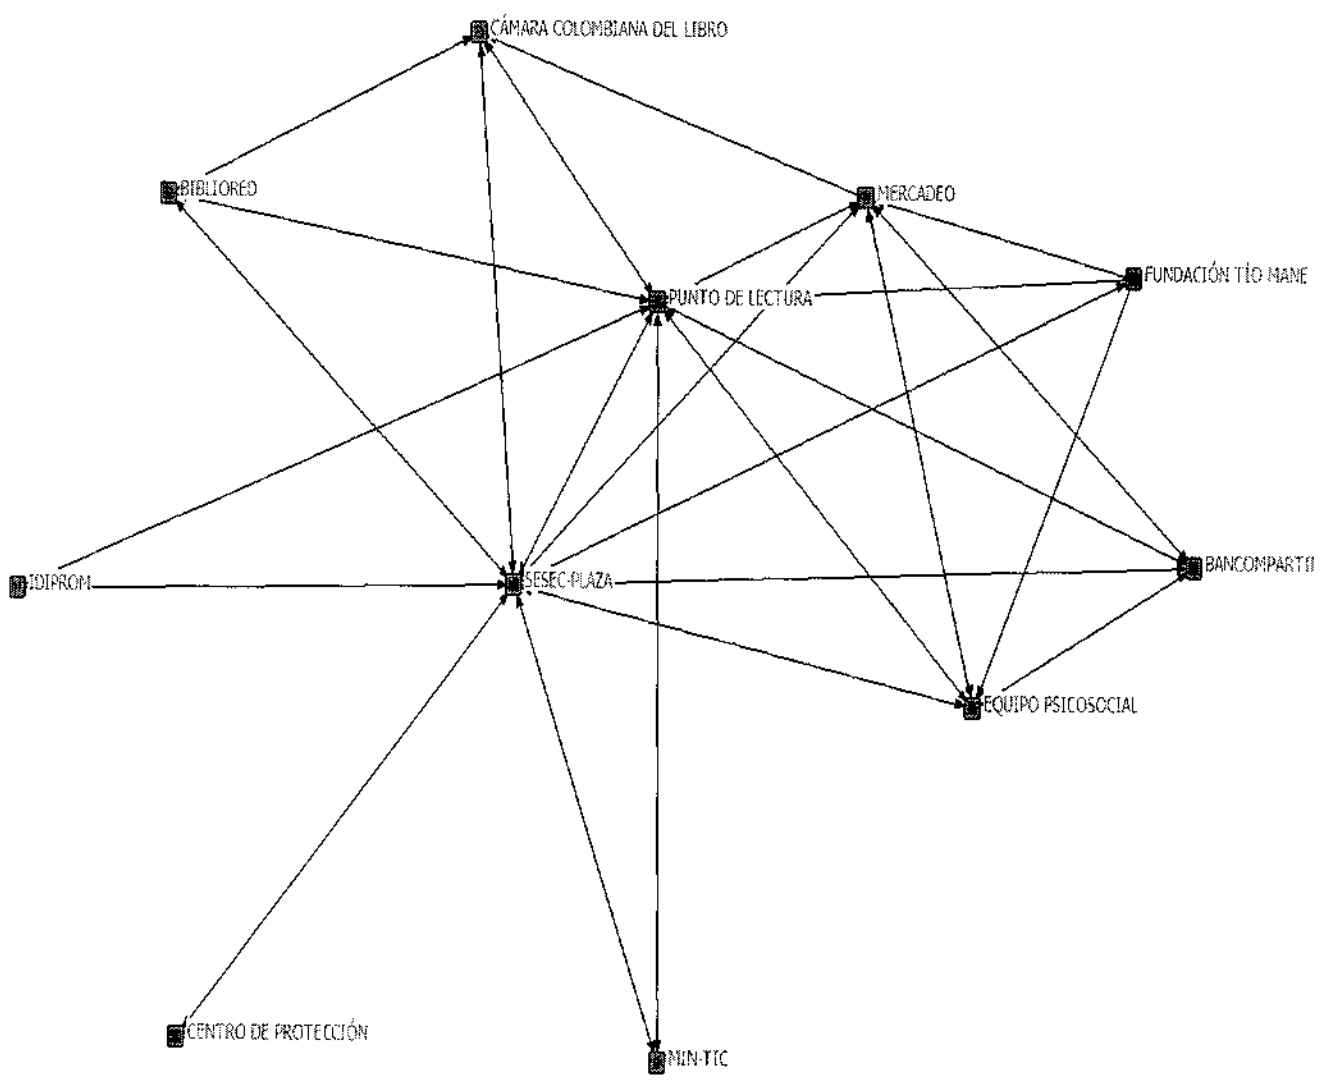 CÁMARA COLOMBIANA DEL LIBRO
BIBLIORED
MERCADEO
FUNDACIÓN TÍO MANE
PUNTO DE LECTURA
IDIPROM
SESEC-PLAZA
BANCOMPARTII
EQUIPO PSICOSOCIAL
CENTRO DE PROTECCIÓN
MIN-TIC